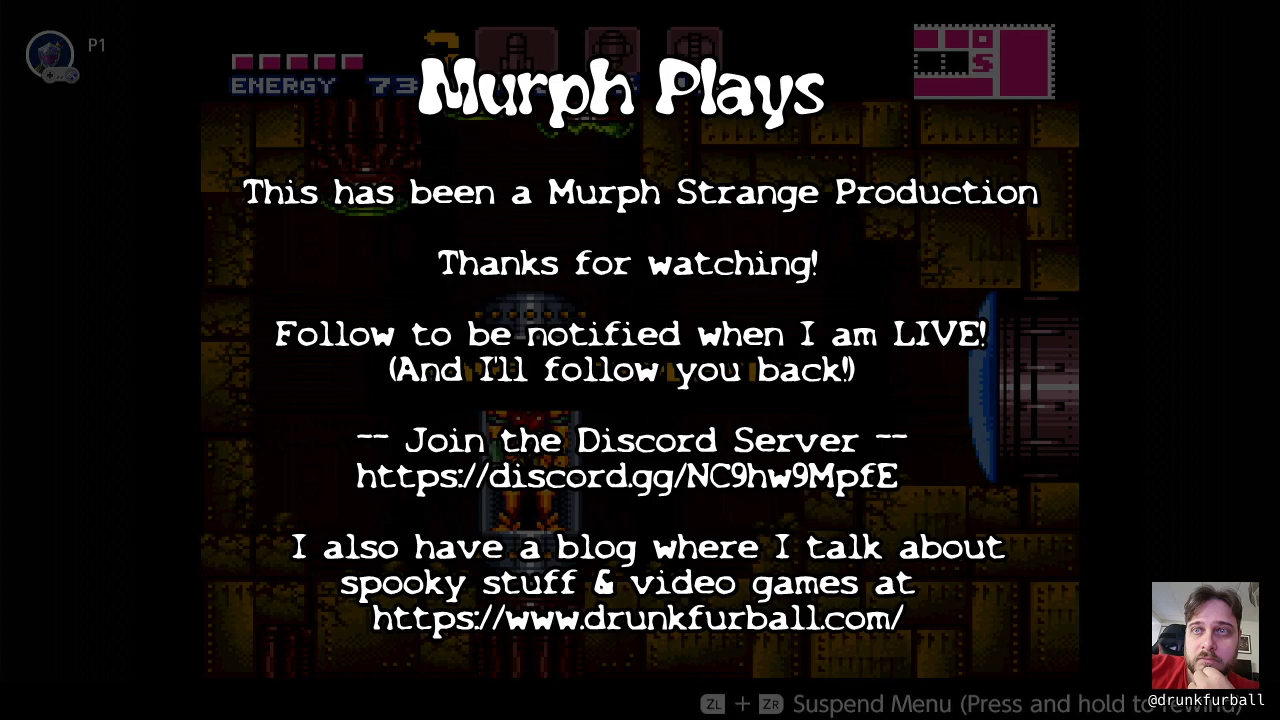 P1
ENERGY 73
Murph Plays
This has been a Murph Strange Production
Thanks for watching!
Follow to be notified when I am LIVE!
(And I'll follow you back!)
-- Join the Discord Server --
https://discord.gg/NC9hw9MpfE
I also have a blog where I talk about
spooky stuff & video games at
https://www.drunkfurball.com/
ZL + ZR Suspend Menu (Press and hold to rewind)
@drunkfurball